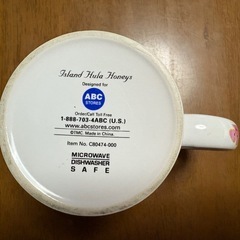 Island Hula Honeys
Designed for
ABC
STORES
Order/Call Toll Free
1-888-703-4ABC (U.S.)
www.abcstores.com
©TMC Made in China.
Item No. C80474-000
MICROWAVE
DISHWASHER
SAFE